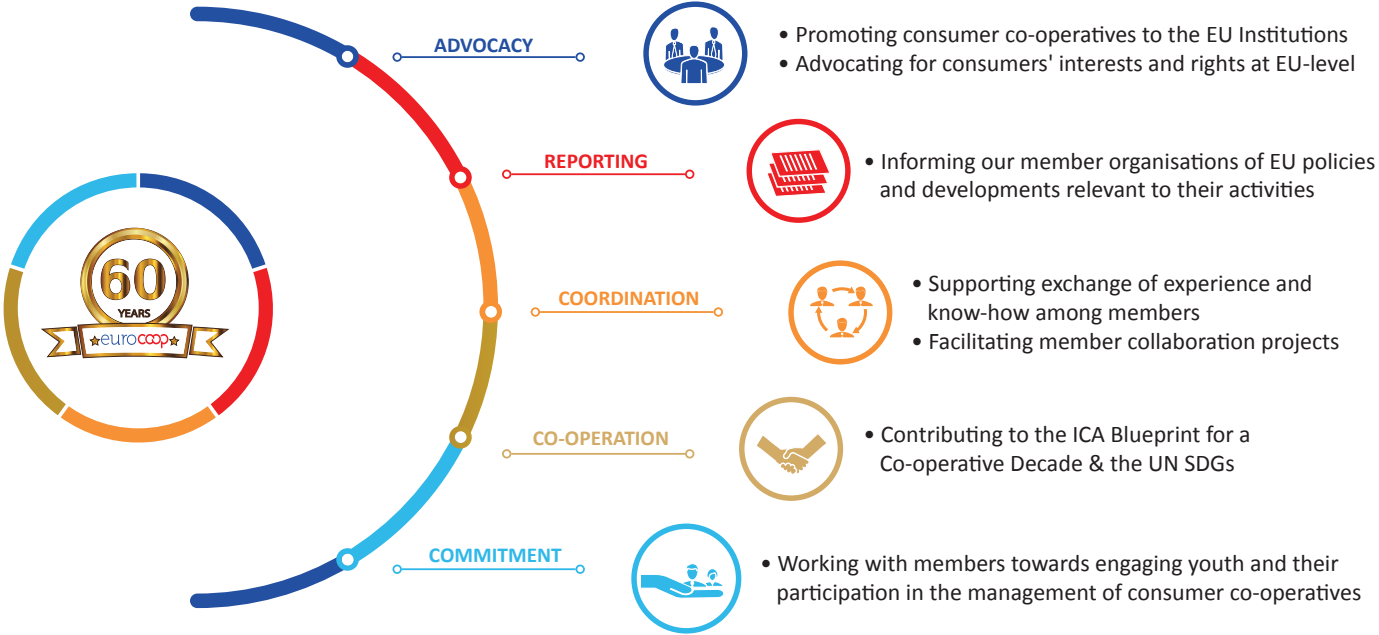 ADVOCACY
• Promoting consumer co-operatives to the EU Institutions
• Advocating for consumers' interests and rights at EU-level
REPORTING
• Informing our member organisations of EU policies
and developments relevant to their activities
60
YEARS
eurocoop
COORDINATION
• Supporting exchange of experience and
know-how among members
• Facilitating member collaboration projects
CO-OPERATION
• Contributing to the ICA Blueprint for a
Co-operative Decade & the UN SDGs
COMMITMENT
• Working with members towards engaging youth and their
participation in the management of consumer co-operatives